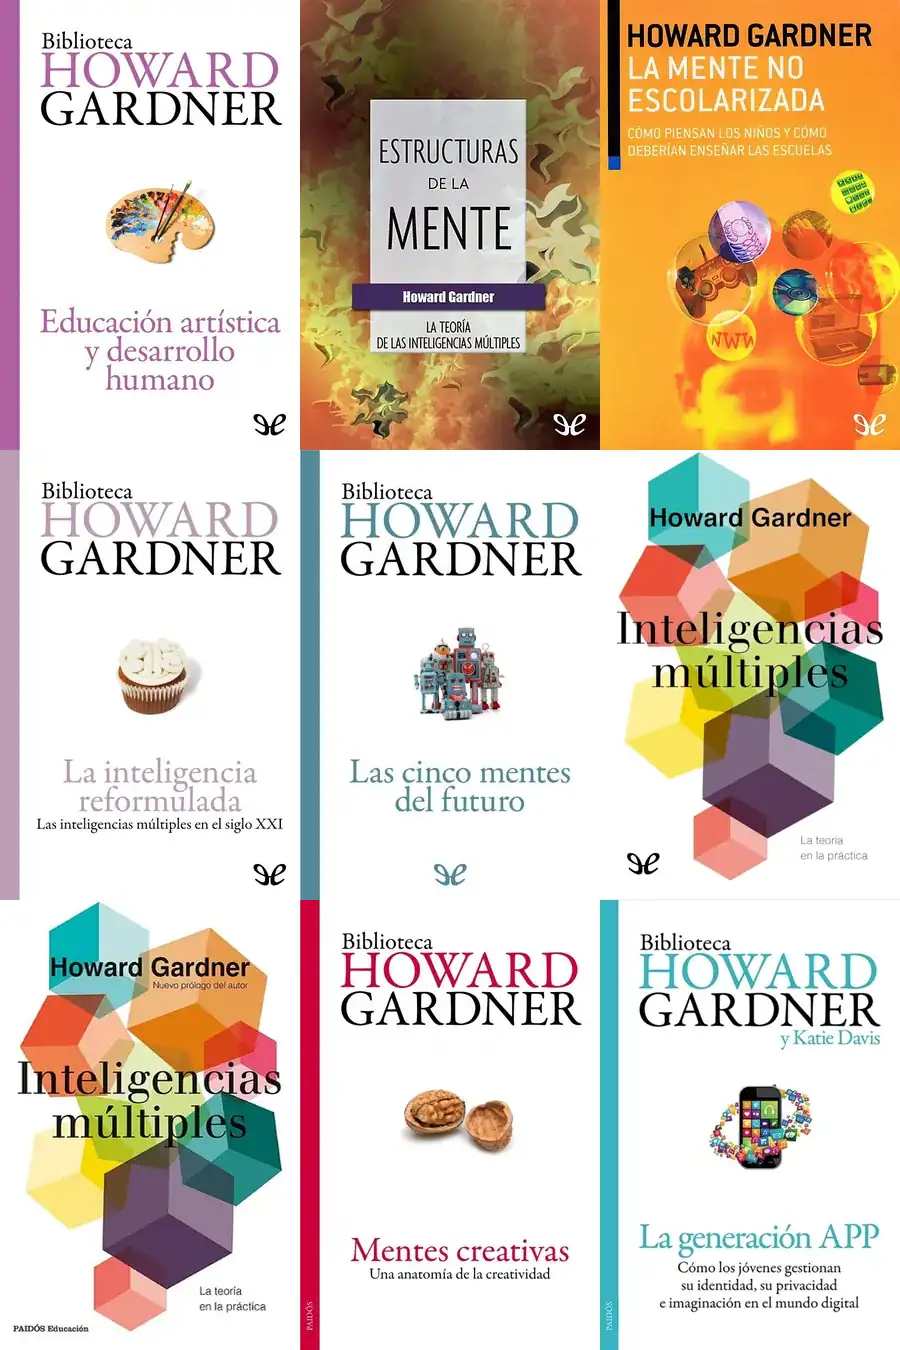 Biblioteca
HOWARD
GARDNER
Educación artística
y desarrollo
humano
ESTRUCTURAS
DE LA
MENTE
Howard Gardner
LA TEORÍA
DE LAS INTELIGENCIAS MÚLTIPLES
HOWARD GARDNER
LA MENTE NO
ESCOLARIZADA
CÓMO PIENSAN LOS NIÑOS Y CÓMO
DEBERÍAN ENSEÑAR LAS ESCUELAS
WWW
Biblioteca
HOWARD
GARDNER
La inteligencia
reformulada
Las inteligencias múltiples en el siglo XXI
Biblioteca
HOWARD
GARDNER
Las cinco mentes
del futuro
Howard Gardner
Inteligencias
múltiples
La teoría
en la práctica
Howard Gardner
Nuevo prólogo del autor
Inteligencias
múltiples
La teoría
en la práctica
PAIDÓS Educación
Biblioteca
HOWARD
GARDNER
Mentes creativas
Una anatomía de la creatividad
PAIDÓS
Biblioteca
HOWARD
GARDNER
y Katie Davis
La generación APP
Cómo los jóvenes gestionan
su identidad, su privacidad
e imaginación en el mundo digital
PAIDÓS